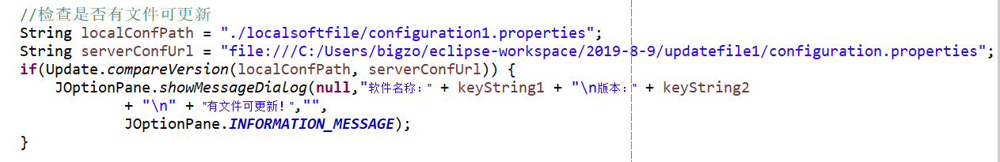 //检查是否有文件可更新
String localConfPath = "./localsoftfile/configuration1.properties";
String serverConfUrl = "file:///C:/Users/bigzo/eclipse-workspace/2019-8-9/updatefile1/configuration.properties";
if(Update.compareVersion(localConfPath, serverConfUrl)) {
JOptionPane.showMessageDialog(null,"软件名称:" + keyString1 + "\n版本:" + keyString2
+ "\n" + "有文件可更新!","",
JOptionPane.INFORMATION_MESSAGE);
}